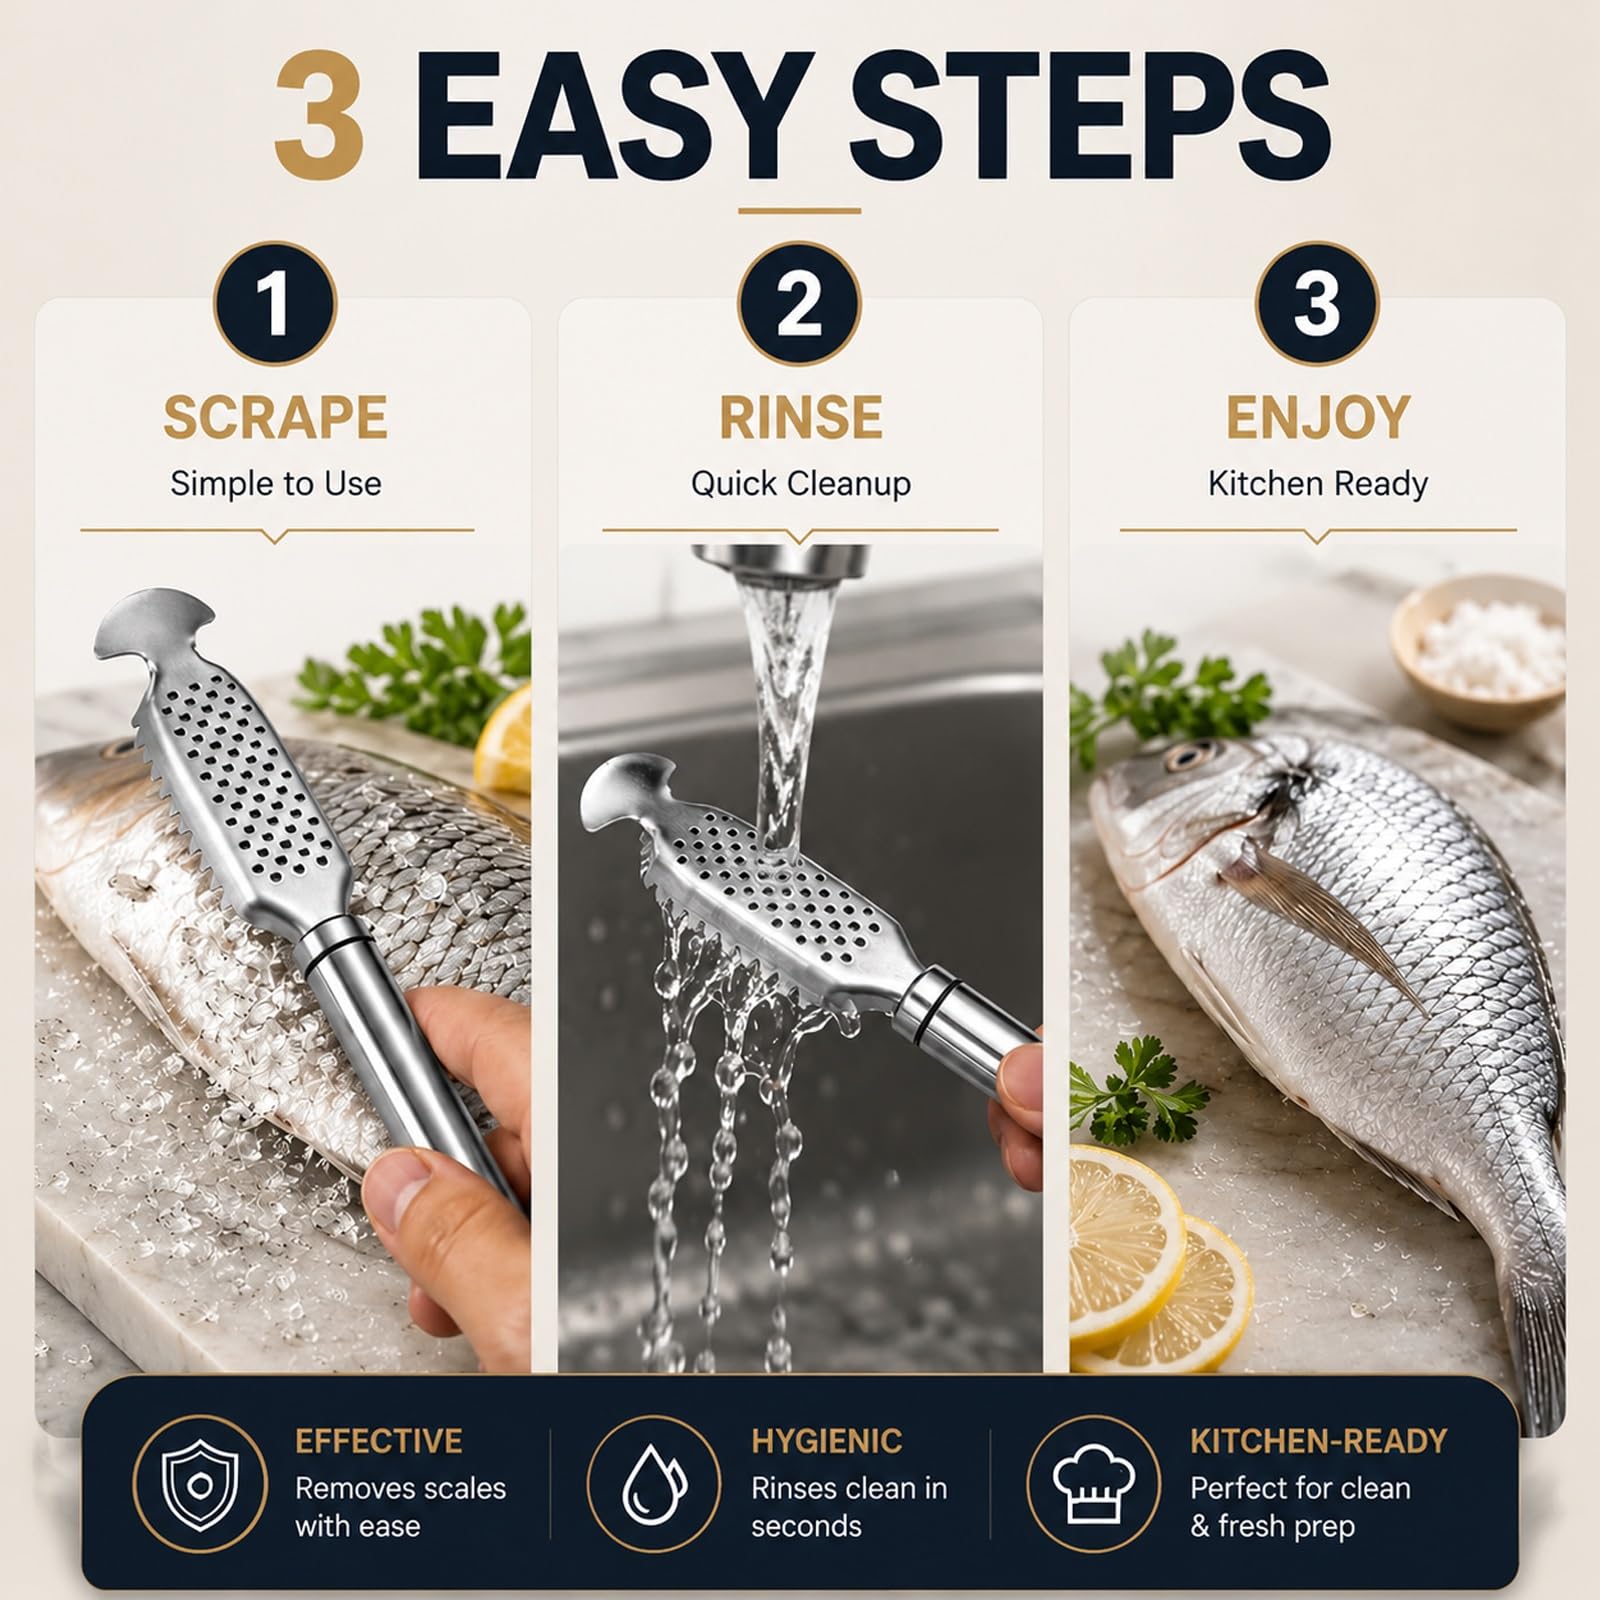 3 EASY STEPS
1
SCRAPE
Simple to Use
2
RINSE
Quick Cleanup
3
ENJOY
Kitchen Ready
EFFECTIVE
Removes scales
with ease
HYGIENIC
Rinses clean in
seconds
KITCHEN-READY
Perfect for clean
& fresh prep